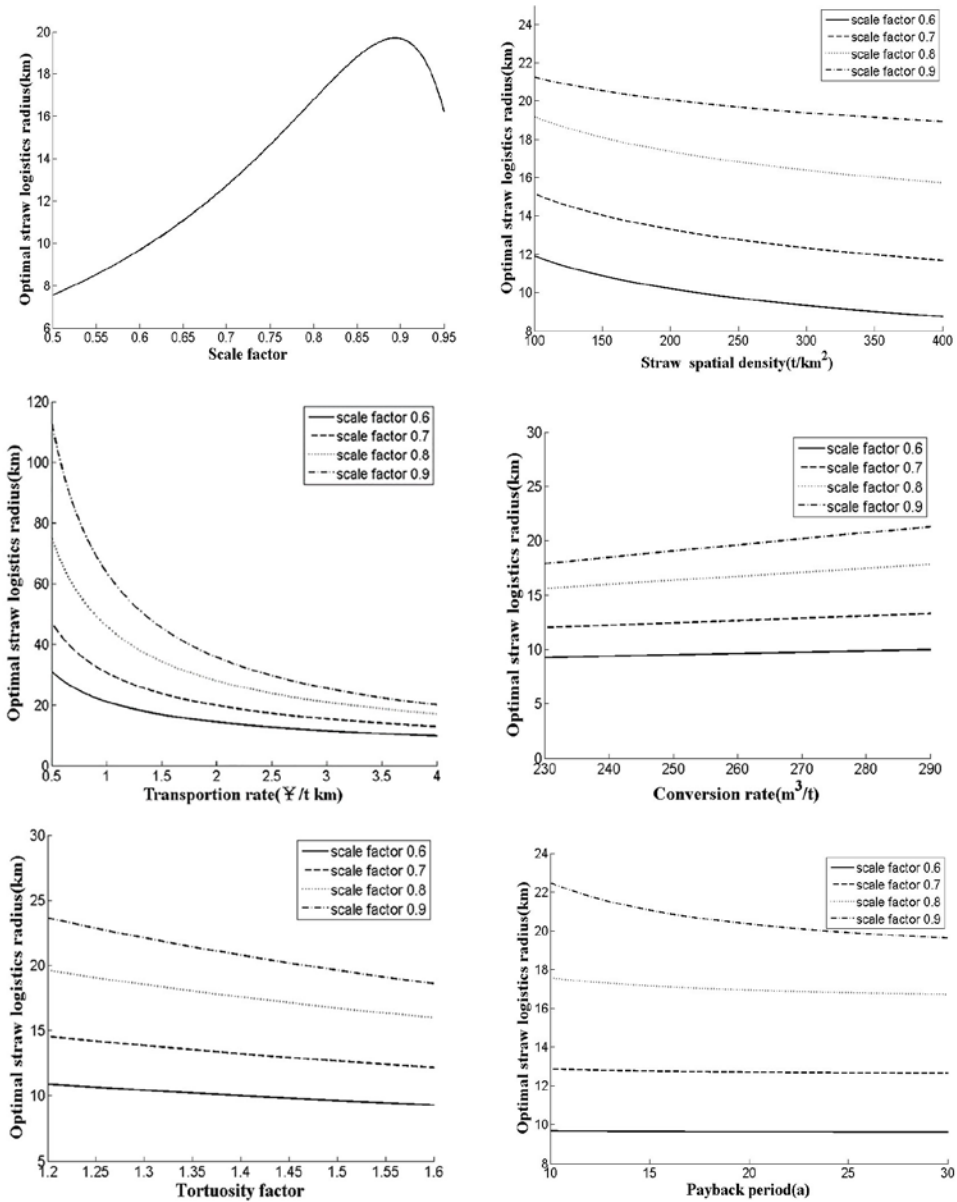 Optimal straw logistics radius(km)
20
18
16
14
12
10
8
6
0.5 0.55 0.6 0.65 0.7 0.75 0.8 0.85 0.9 0.95
Scale factor
Optimal straw logistics radius(km)
24
22
20
18
16
14
12
10
8
scale factor 0.6
scale factor 0.7
scale factor 0.8
scale factor 0.9
100 150 200 250 300 350 400
Straw spatial density(t/km²)
Optimal straw logistics radius(km)
120
100
80
60
40
20
0
scale factor 0.6
scale factor 0.7
scale factor 0.8
scale factor 0.9
0.5 1 1.5 2 2.5 3 3.5 4
Transportion rate(¥/t km)
Optimal straw logistics radius(km)
30
25
20
15
10
5
0
scale factor 0.6
scale factor 0.7
scale factor 0.8
scale factor 0.9
230 240 250 260 270 280 290
Conversion rate(m³/t)
Optimal straw logistics radius(km)
30
25
20
15
10
5
scale factor 0.6
scale factor 0.7
scale factor 0.8
scale factor 0.9
1.2 1.25 1.3 1.35 1.4 1.45 1.5 1.55 1.6
Tortuosity factor
Optimal straw logistics radius(km)
24
22
20
18
16
14
12
10
8
scale factor 0.6
scale factor 0.7
scale factor 0.8
scale factor 0.9
10 15 20 25 30
Payback period(a)